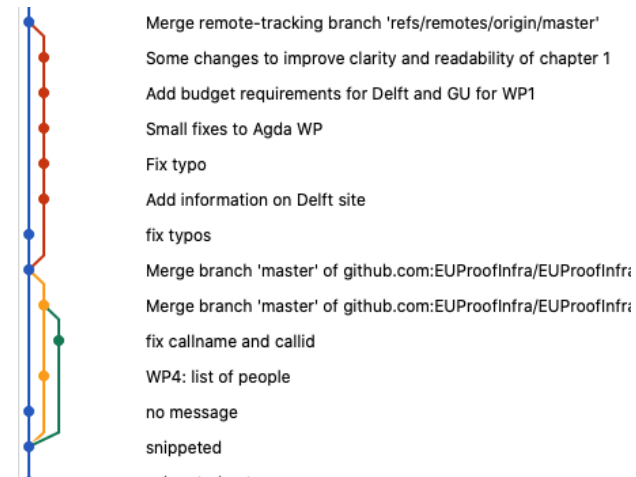 Merge remote-tracking branch 'refs/remotes/origin/master'
Some changes to improve clarity and readability of chapter 1
Add budget requirements for Delft and GU for WP1
Small fixes to Agda WP
Fix typo
Add information on Delft site
fix typos
Merge branch 'master' of github.com:EUProofInfra/EUProofInfra
Merge branch 'master' of github.com:EUProofInfra/EUProofInfra
fix callname and callid
WP4: list of people
no message
snippeted